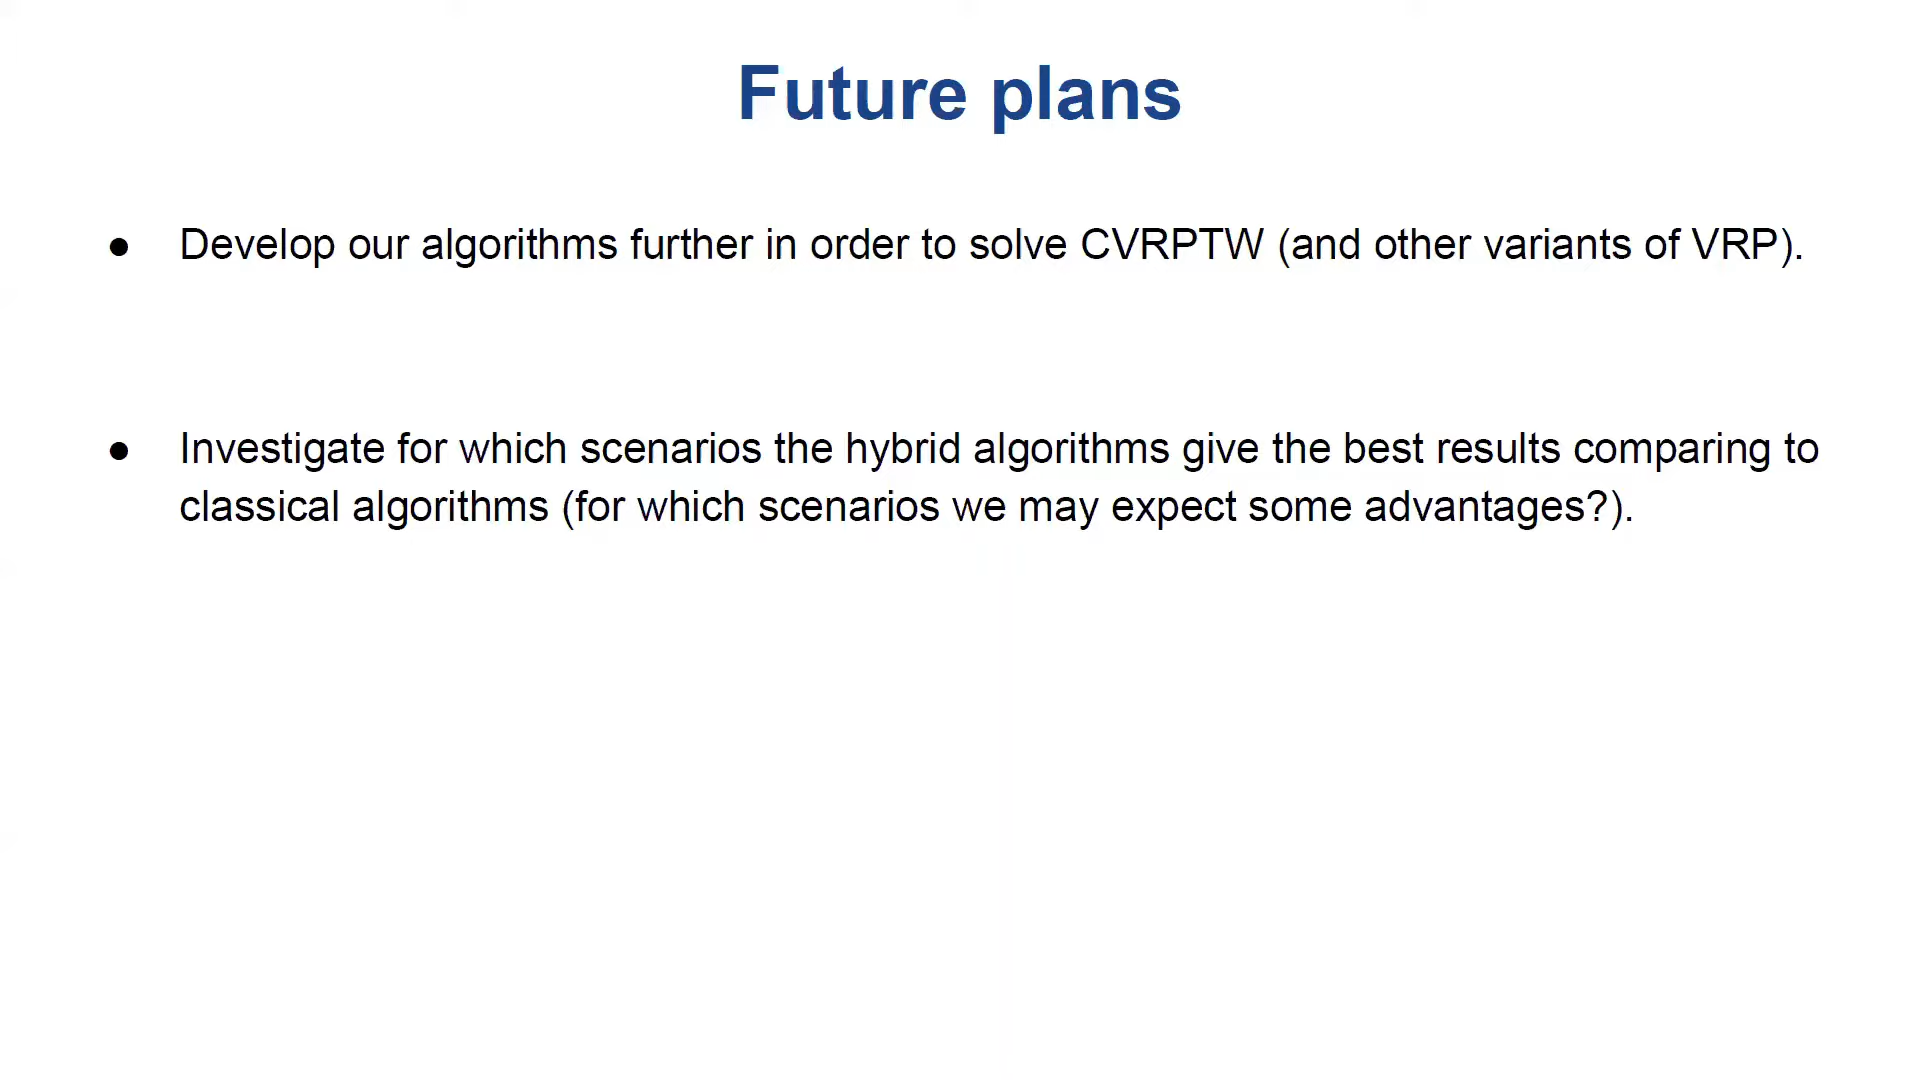 Future plans
● Develop our algorithms further in order to solve CVRPTW (and other variants of VRP).
● Investigate for which scenarios the hybrid algorithms give the best results comparing to
classical algorithms (for which scenarios we may expect some advantages?).